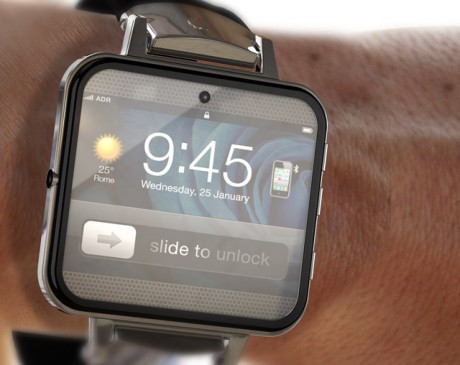 ADR
9:45
25°
Rome
Wednesday, 25 January
slide to unlock